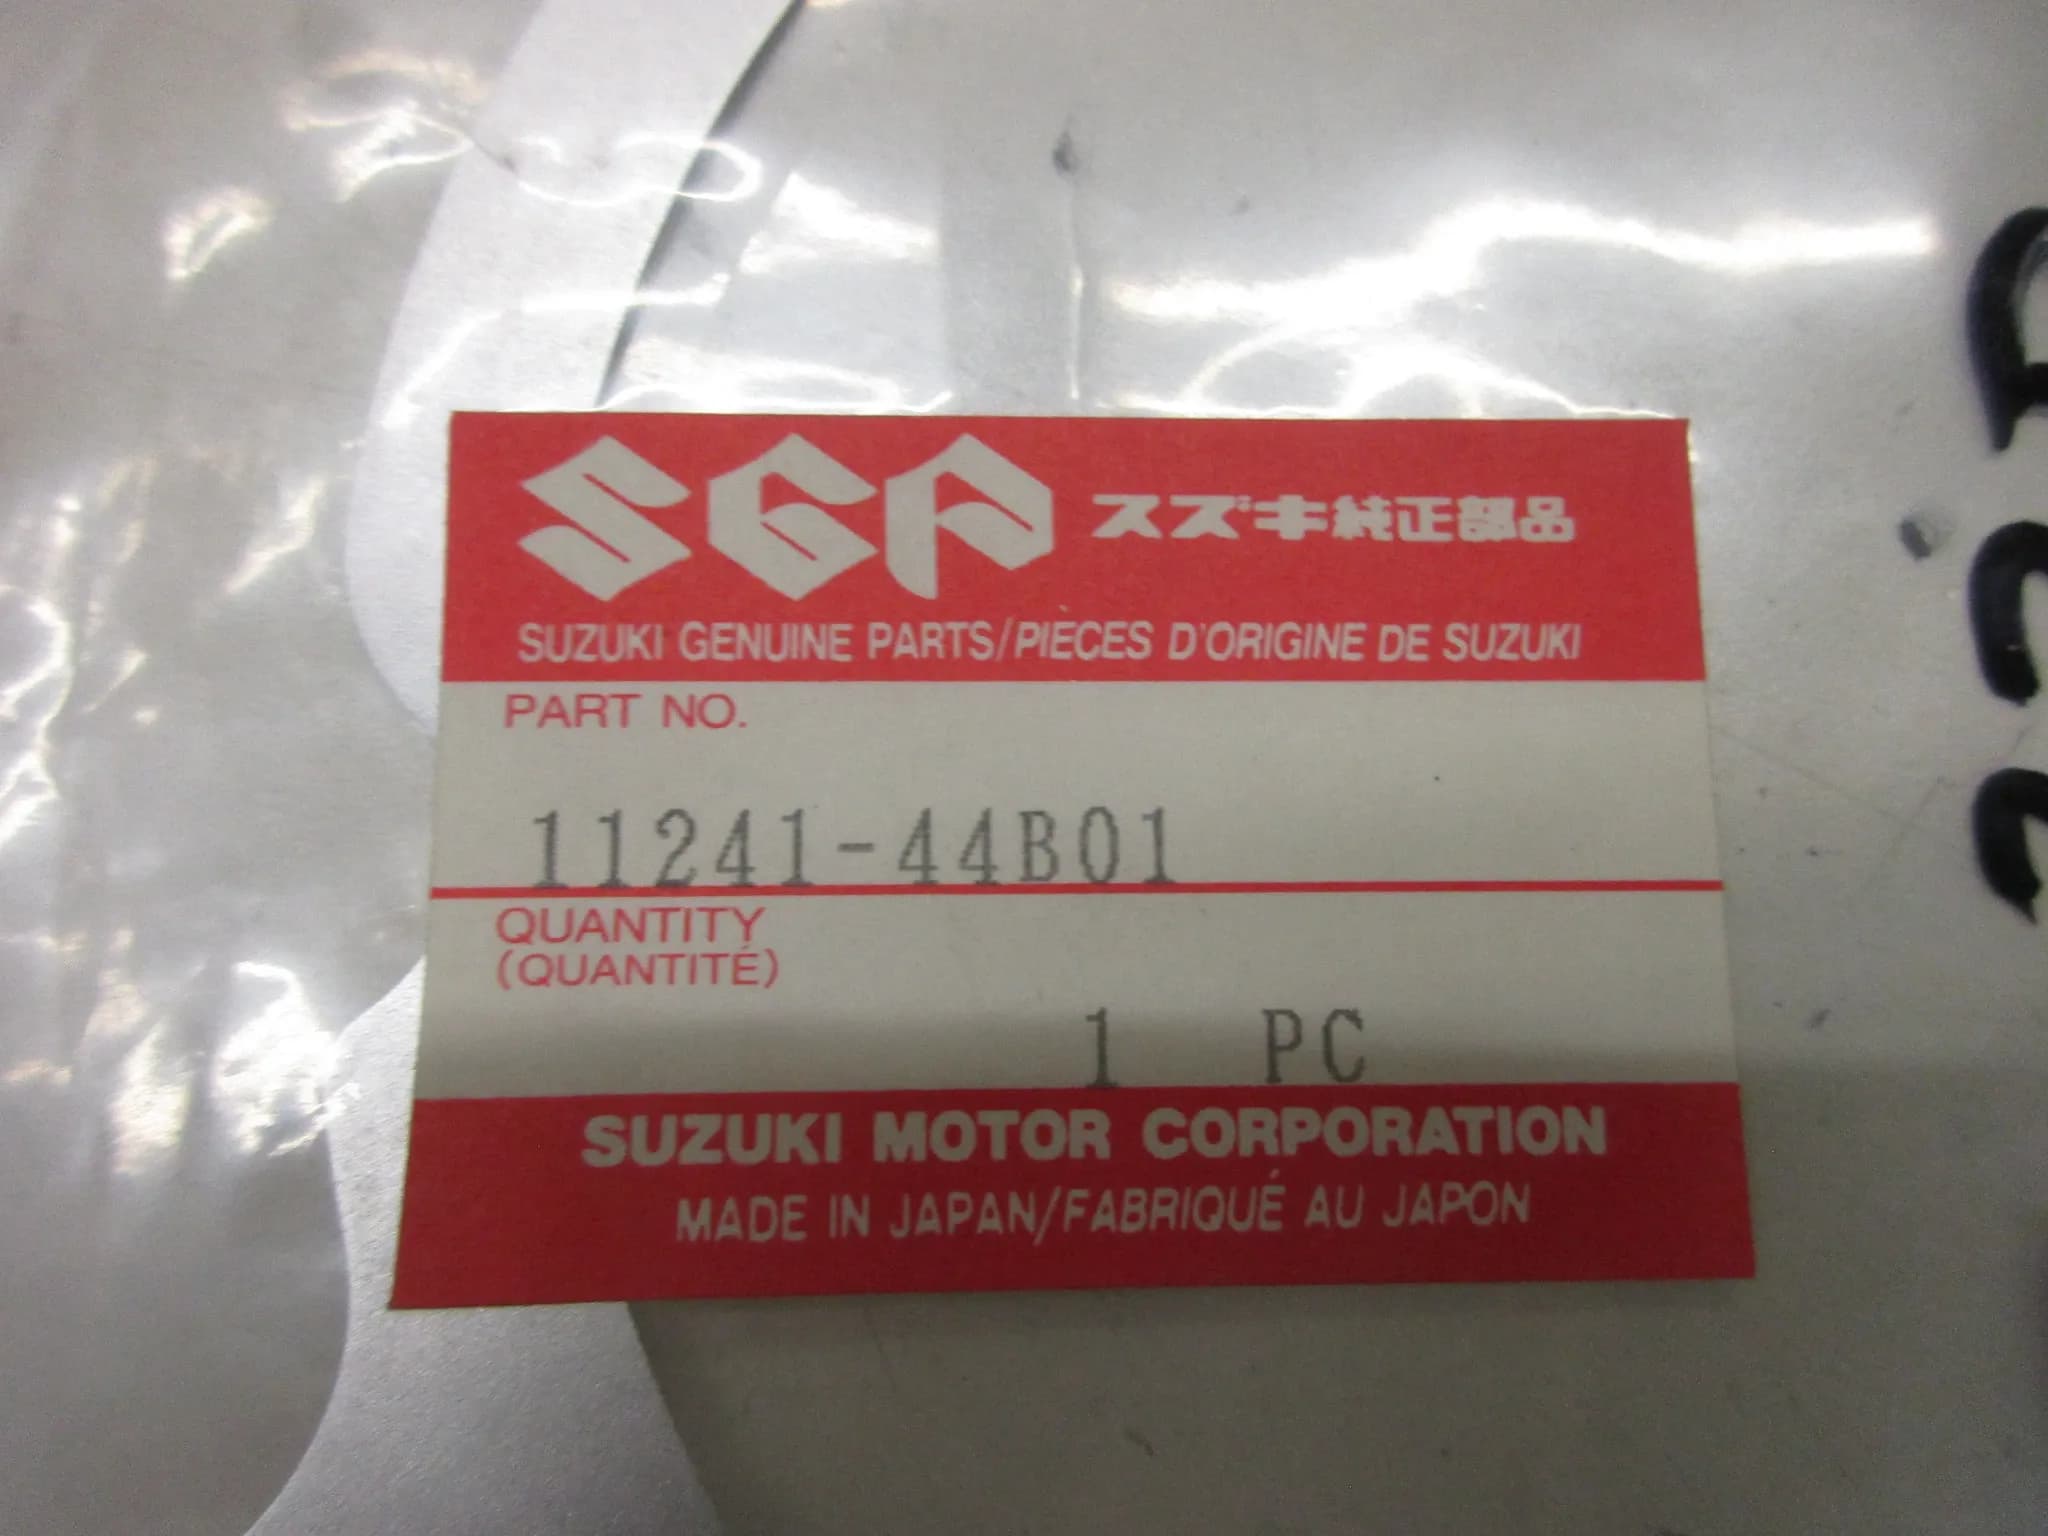 SGP スズキ純正部品
SUZUKI GENUINE PARTS/PIÈCES D'ORIGINE DE SUZUKI
PART NO.
11241-44B01
QUANTITY
(QUANTITÉ)
1 PC
SUZUKI MOTOR CORPORATION
MADE IN JAPAN/FABRIQUÉ AU JAPON